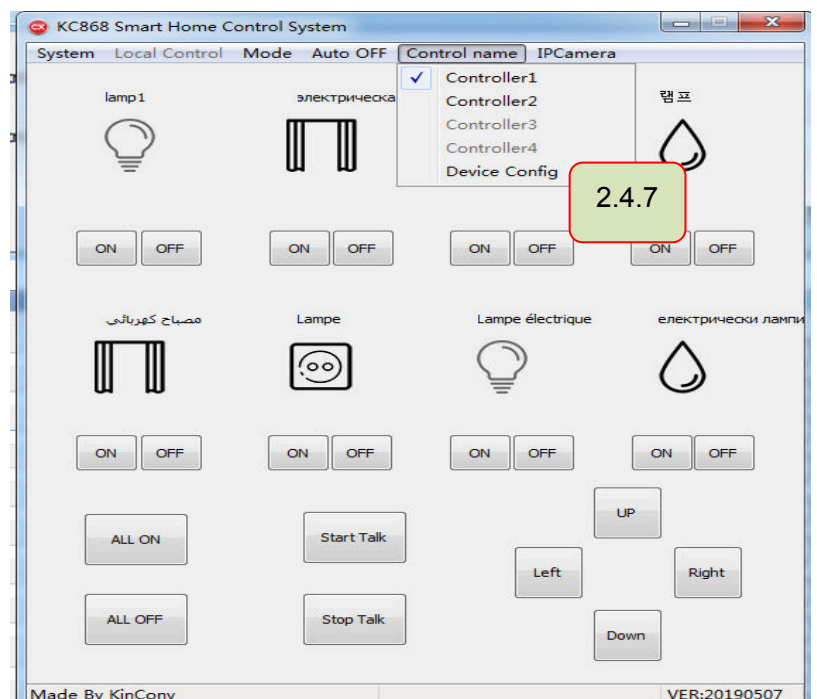 KC868 Smart Home Control System
System Local Control Mode Auto OFF Control name IPCamera
Controller1
Controller2
Controller3
Controller4
Device Config
2.4.7
lamp1
램프
ON OFF ON OFF ON OFF ON OFF
مصباح كهربائي Lampe Lampe électrique електрически лампи
ON OFF ON OFF ON OFF ON OFF
ALL ON Start Talk UP
Left Right
ALL OFF Stop Talk Down
Made By KinCony VER:20190507